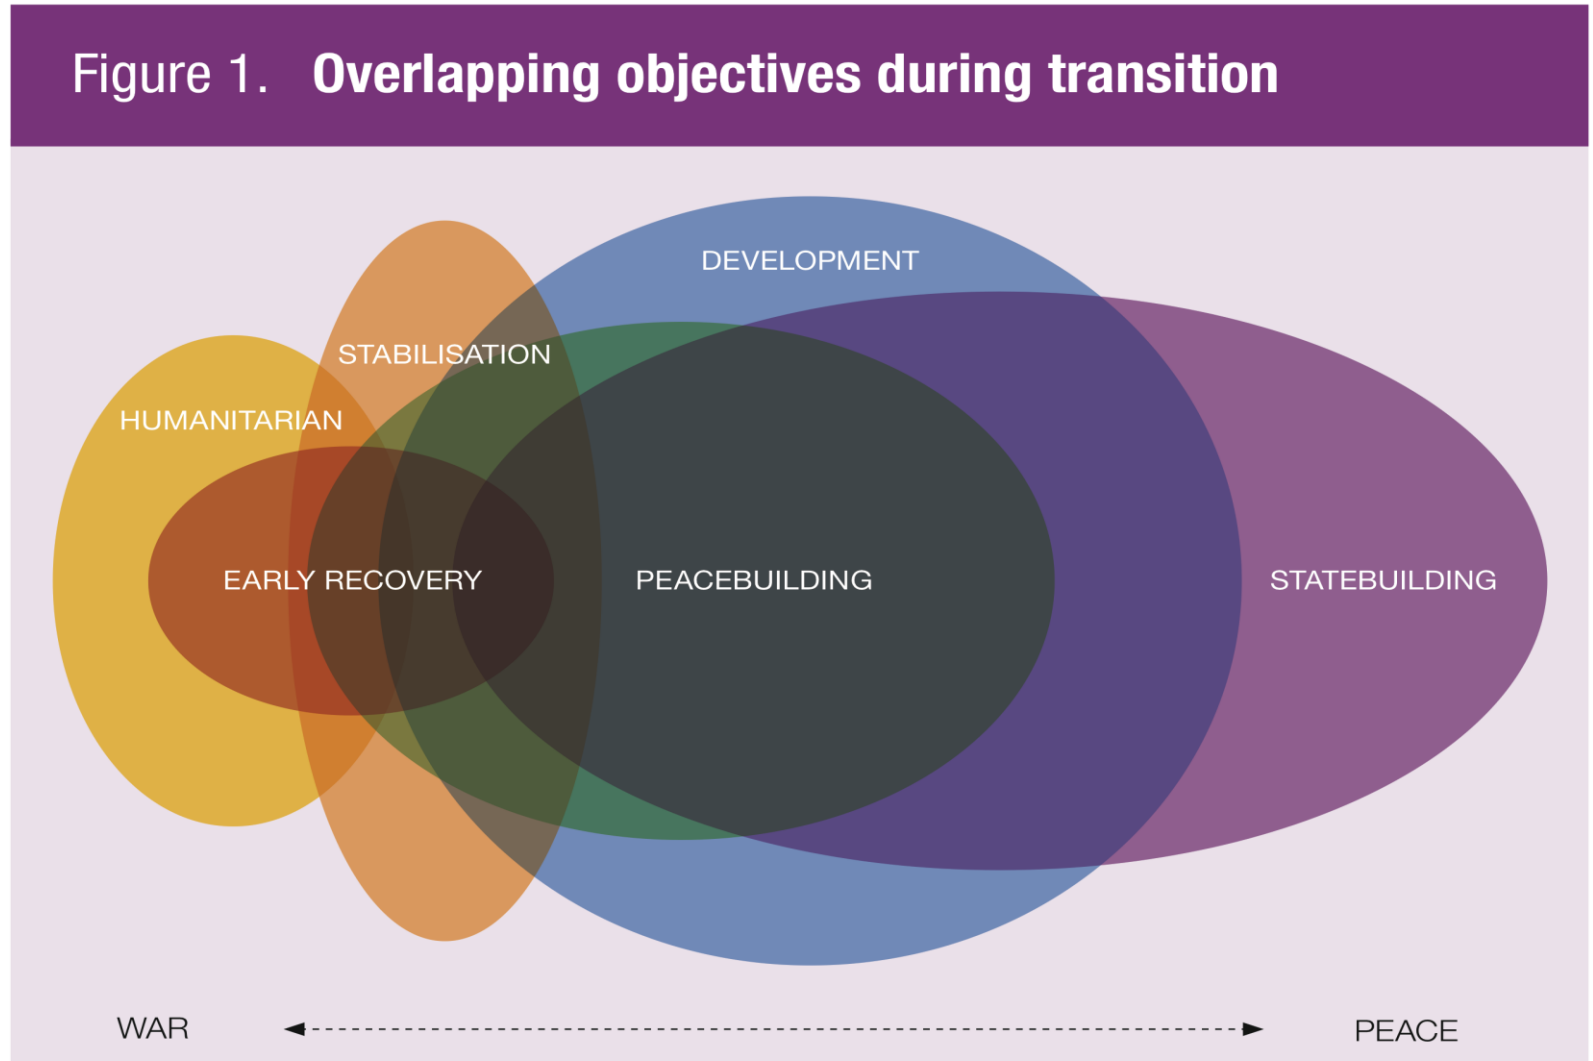 Figure 1. Overlapping objectives during transition
DEVELOPMENT
STABILISATION
HUMANITARIAN
EARLY RECOVERY
PEACEBUILDING
STATEBUILDING
WAR
PEACE